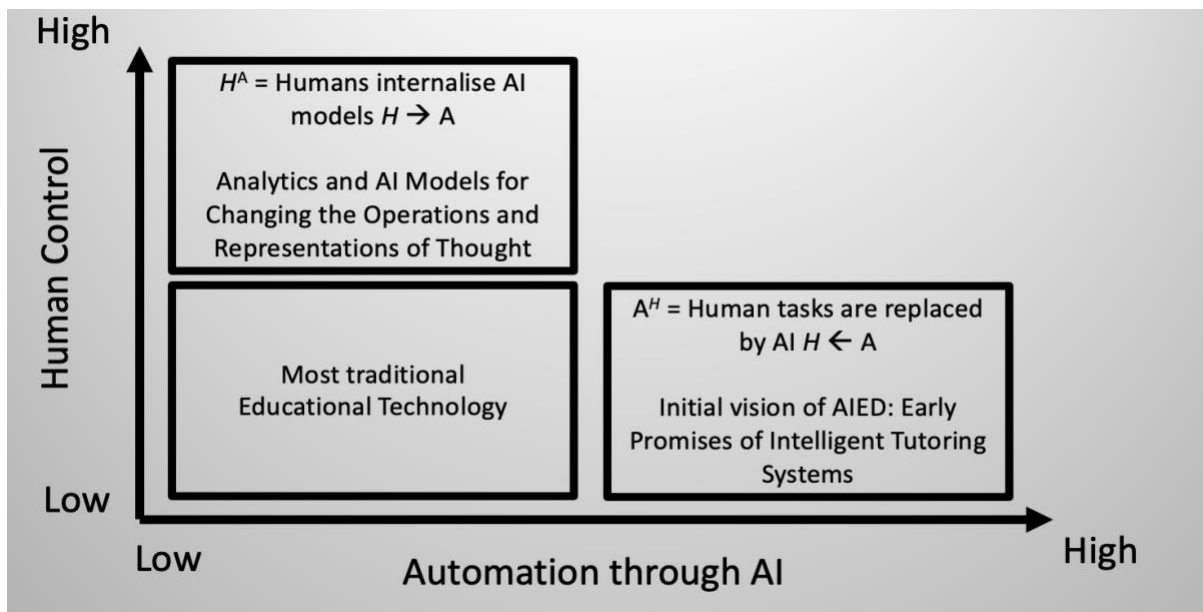 High
Human Control
Low
H^A = Humans internalise AI
models H → A
Analytics and AI Models for
Changing the Operations and
Representations of Thought
Most traditional
Educational Technology
A^H = Human tasks are replaced
by AI H ← A
Initial vision of AIED: Early
Promises of Intelligent Tutoring
Systems
Low
Automation through AI
High